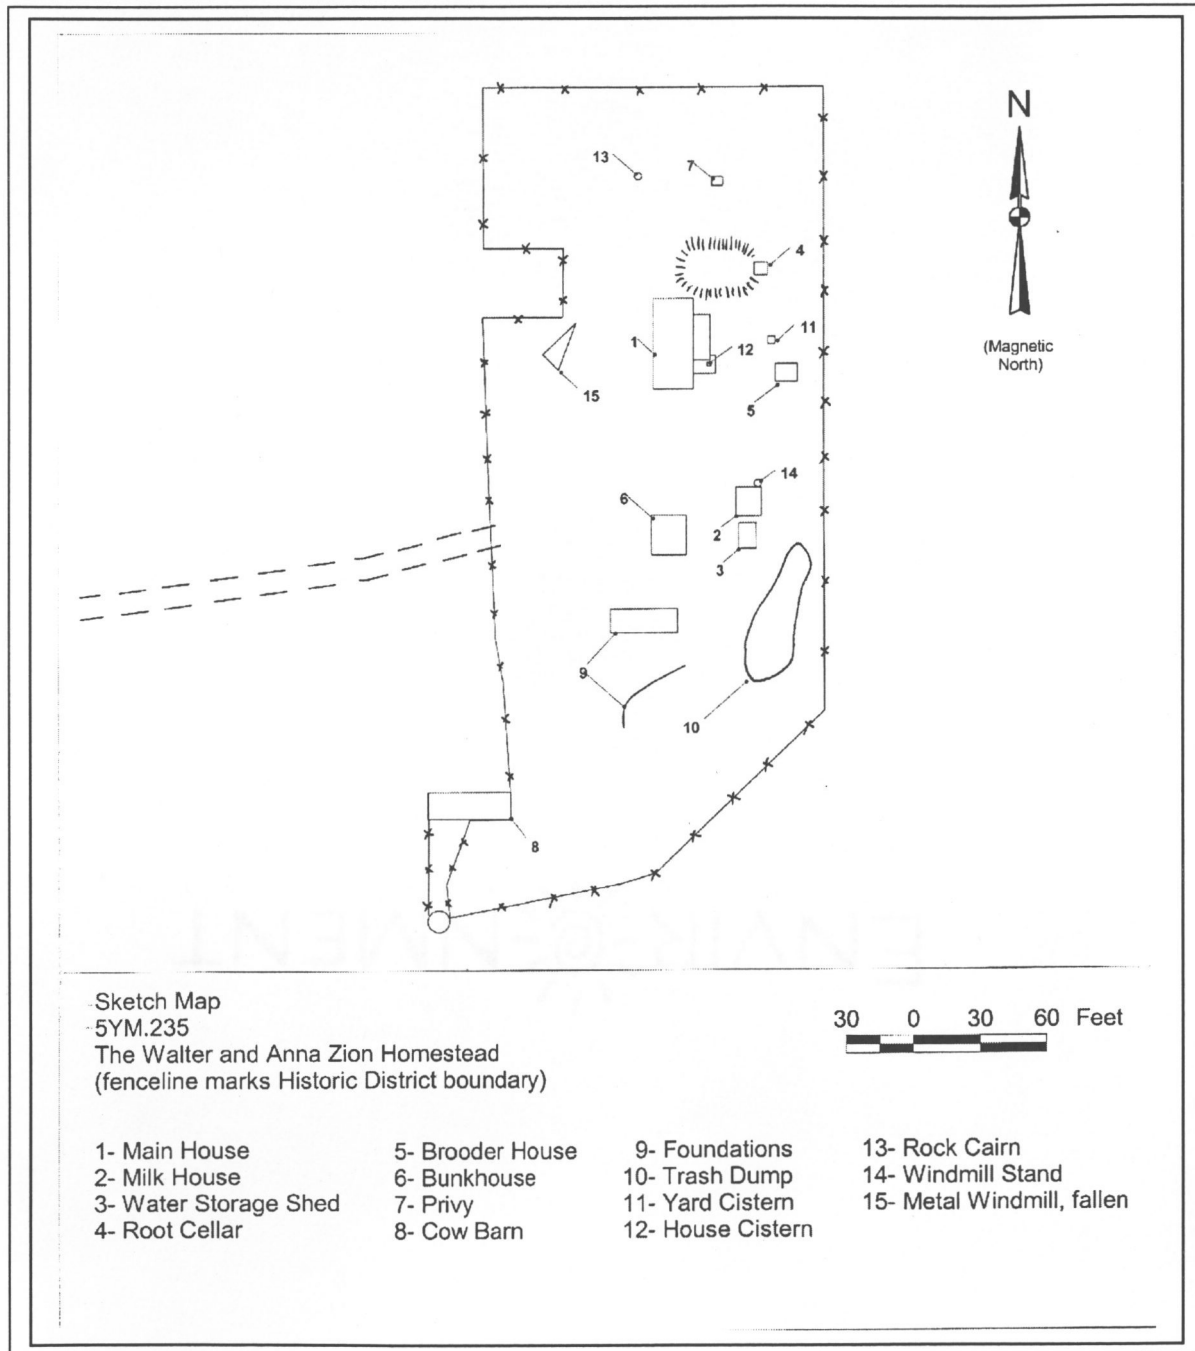 N
13
7
4
11
(Magnetic
North)
1
12
15
5
14
6
2
3
9
10
8
Sketch Map
5YM.235
The Walter and Anna Zion Homestead
(fenceline marks Historic District boundary)
30 0 30 60 Feet
1- Main House
2- Milk House
3- Water Storage Shed
4- Root Cellar
5- Brooder House
6- Bunkhouse
7- Privy
8- Cow Barn
9- Foundations
10- Trash Dump
11- Yard Cistern
12- House Cistern
13- Rock Cairn
14- Windmill Stand
15- Metal Windmill, fallen